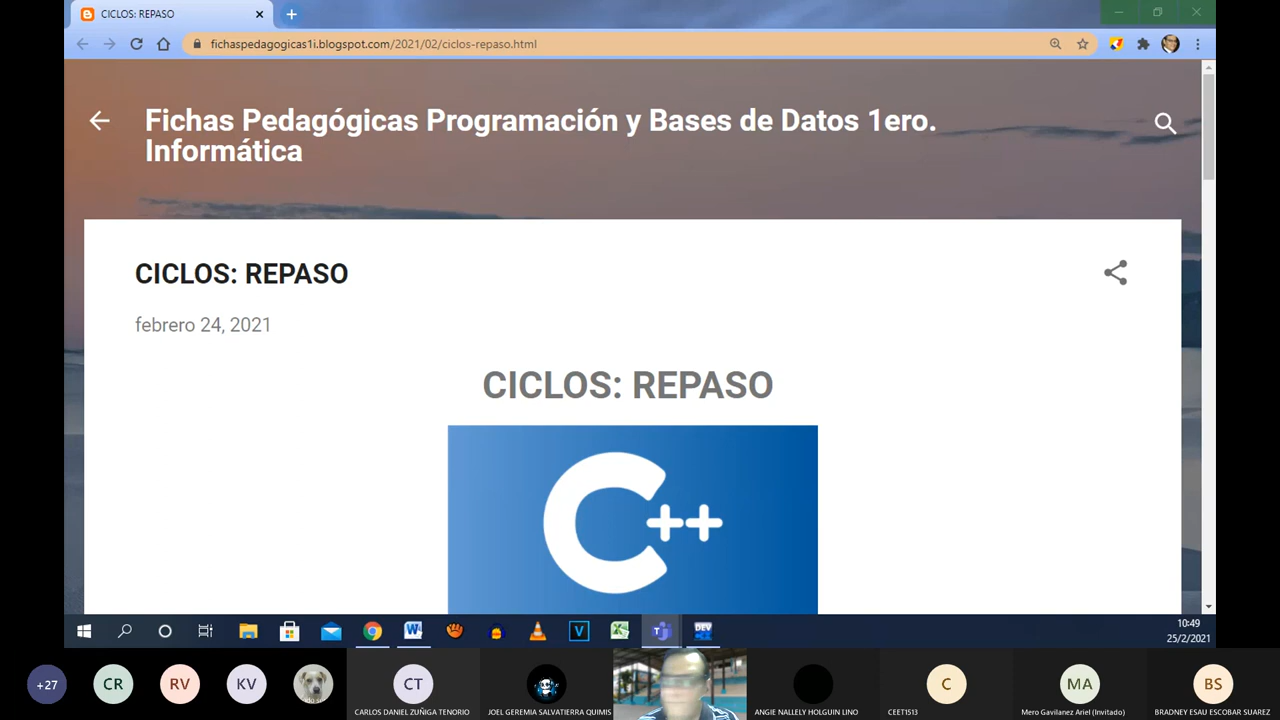 CICLOS: REPASO
fichaspedagogicas1i.blogspot.com/2021/02/ciclos-repaso.html
Fichas Pedagógicas Programación y Bases de Datos 1ero.
Informática
CICLOS: REPASO
febrero 24, 2021
CICLOS: REPASO
C++
10:49
25/2/2021
+27
CR
RV
KV
CT
C
MA
BS
CARLOS DANIEL ZUÑIGA TENORIO
JOEL GEREMIA SALVATIERRA QUIMIS
ANGIE NALLELY HOLGUIN LINO
CEET1513
Mero Gavilanez Ariel (Invitado)
BRADNEY ESAU ESCOBAR SUAREZ